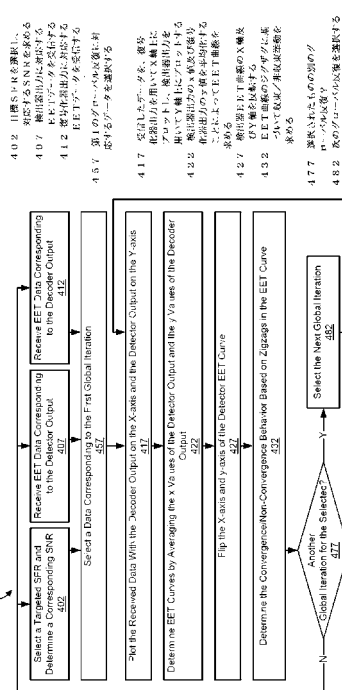 402 目標SFRを選択し、
対応するSNRを求める
407 検出器出力に対応する
EETデータを受信する
412 復号化器出力に対応する
EETデータを受信する
457 第1のグローバル反復に対
応するデータを選択する
417 受信したデータを、復号
化器出力を用いてX軸上に
プロットし、検出器出力を
用いてY軸上にプロットする
422 検出器出力のx値及び復号
化器出力のy値を平均化する
ことによってEET曲線を
求める
427 検出器EET曲線のX軸及
びY軸を反転する
432 EET曲線のジグザグに基
づいて収束/非収束挙動を
求める
477 選択されたものの別のグ
ローバル反復?
482 次のグローバル反復を選択する
Select a Targeted SFR and
Determine a Corresponding SNR
402
Receive EET Data Corresponding
to the Detector Output
407
Receive EET Data Corresponding
to the Decoder Output
412
Select a Data Corresponding to the First Global Iteration
457
Plot the Received Data With the Decoder Output on the X-axis and the Detector Output on the Y-axis
417
Determine EET Curves by Averaging the x Values of the Detector Output and the y Values of the Decoder
Output
422
Flip the X-axis and y-axis of the Detector EET Curve
427
Determine the Convergence/Non-Convergence Behavior Based on Zigzags in the EET Curve
432
Another
Global Iteration for the Selected?
477
N
Y
Select the Next Global Iteration
482